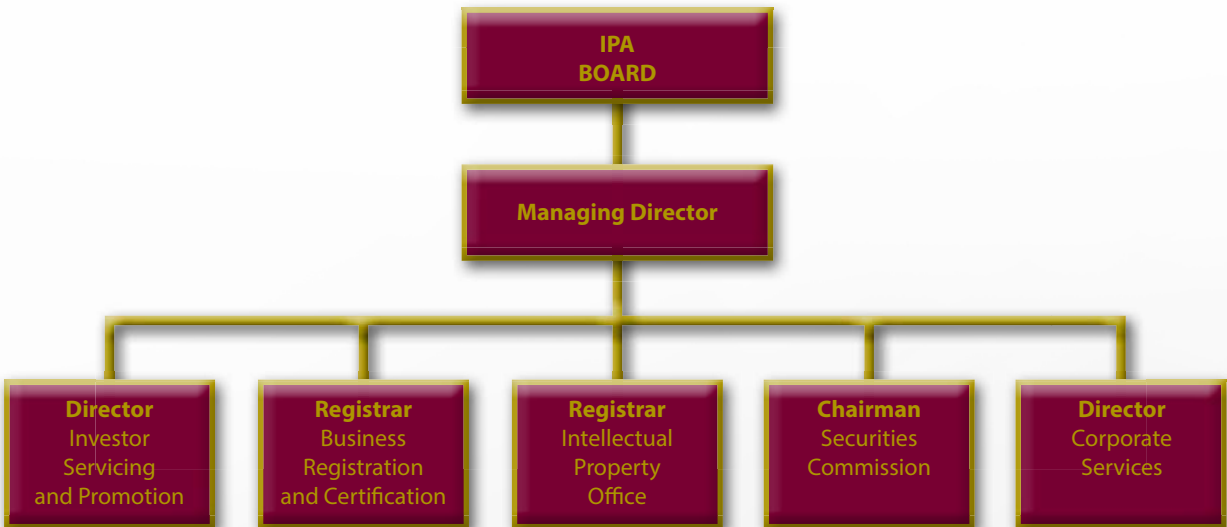 IPA
BOARD
Managing Director
Director
Investor
Servicing
and Promotion
Registrar
Business
Registration
and Certification
Registrar
Intellectual
Property
Office
Chairman
Securities
Commission
Director
Corporate
Services